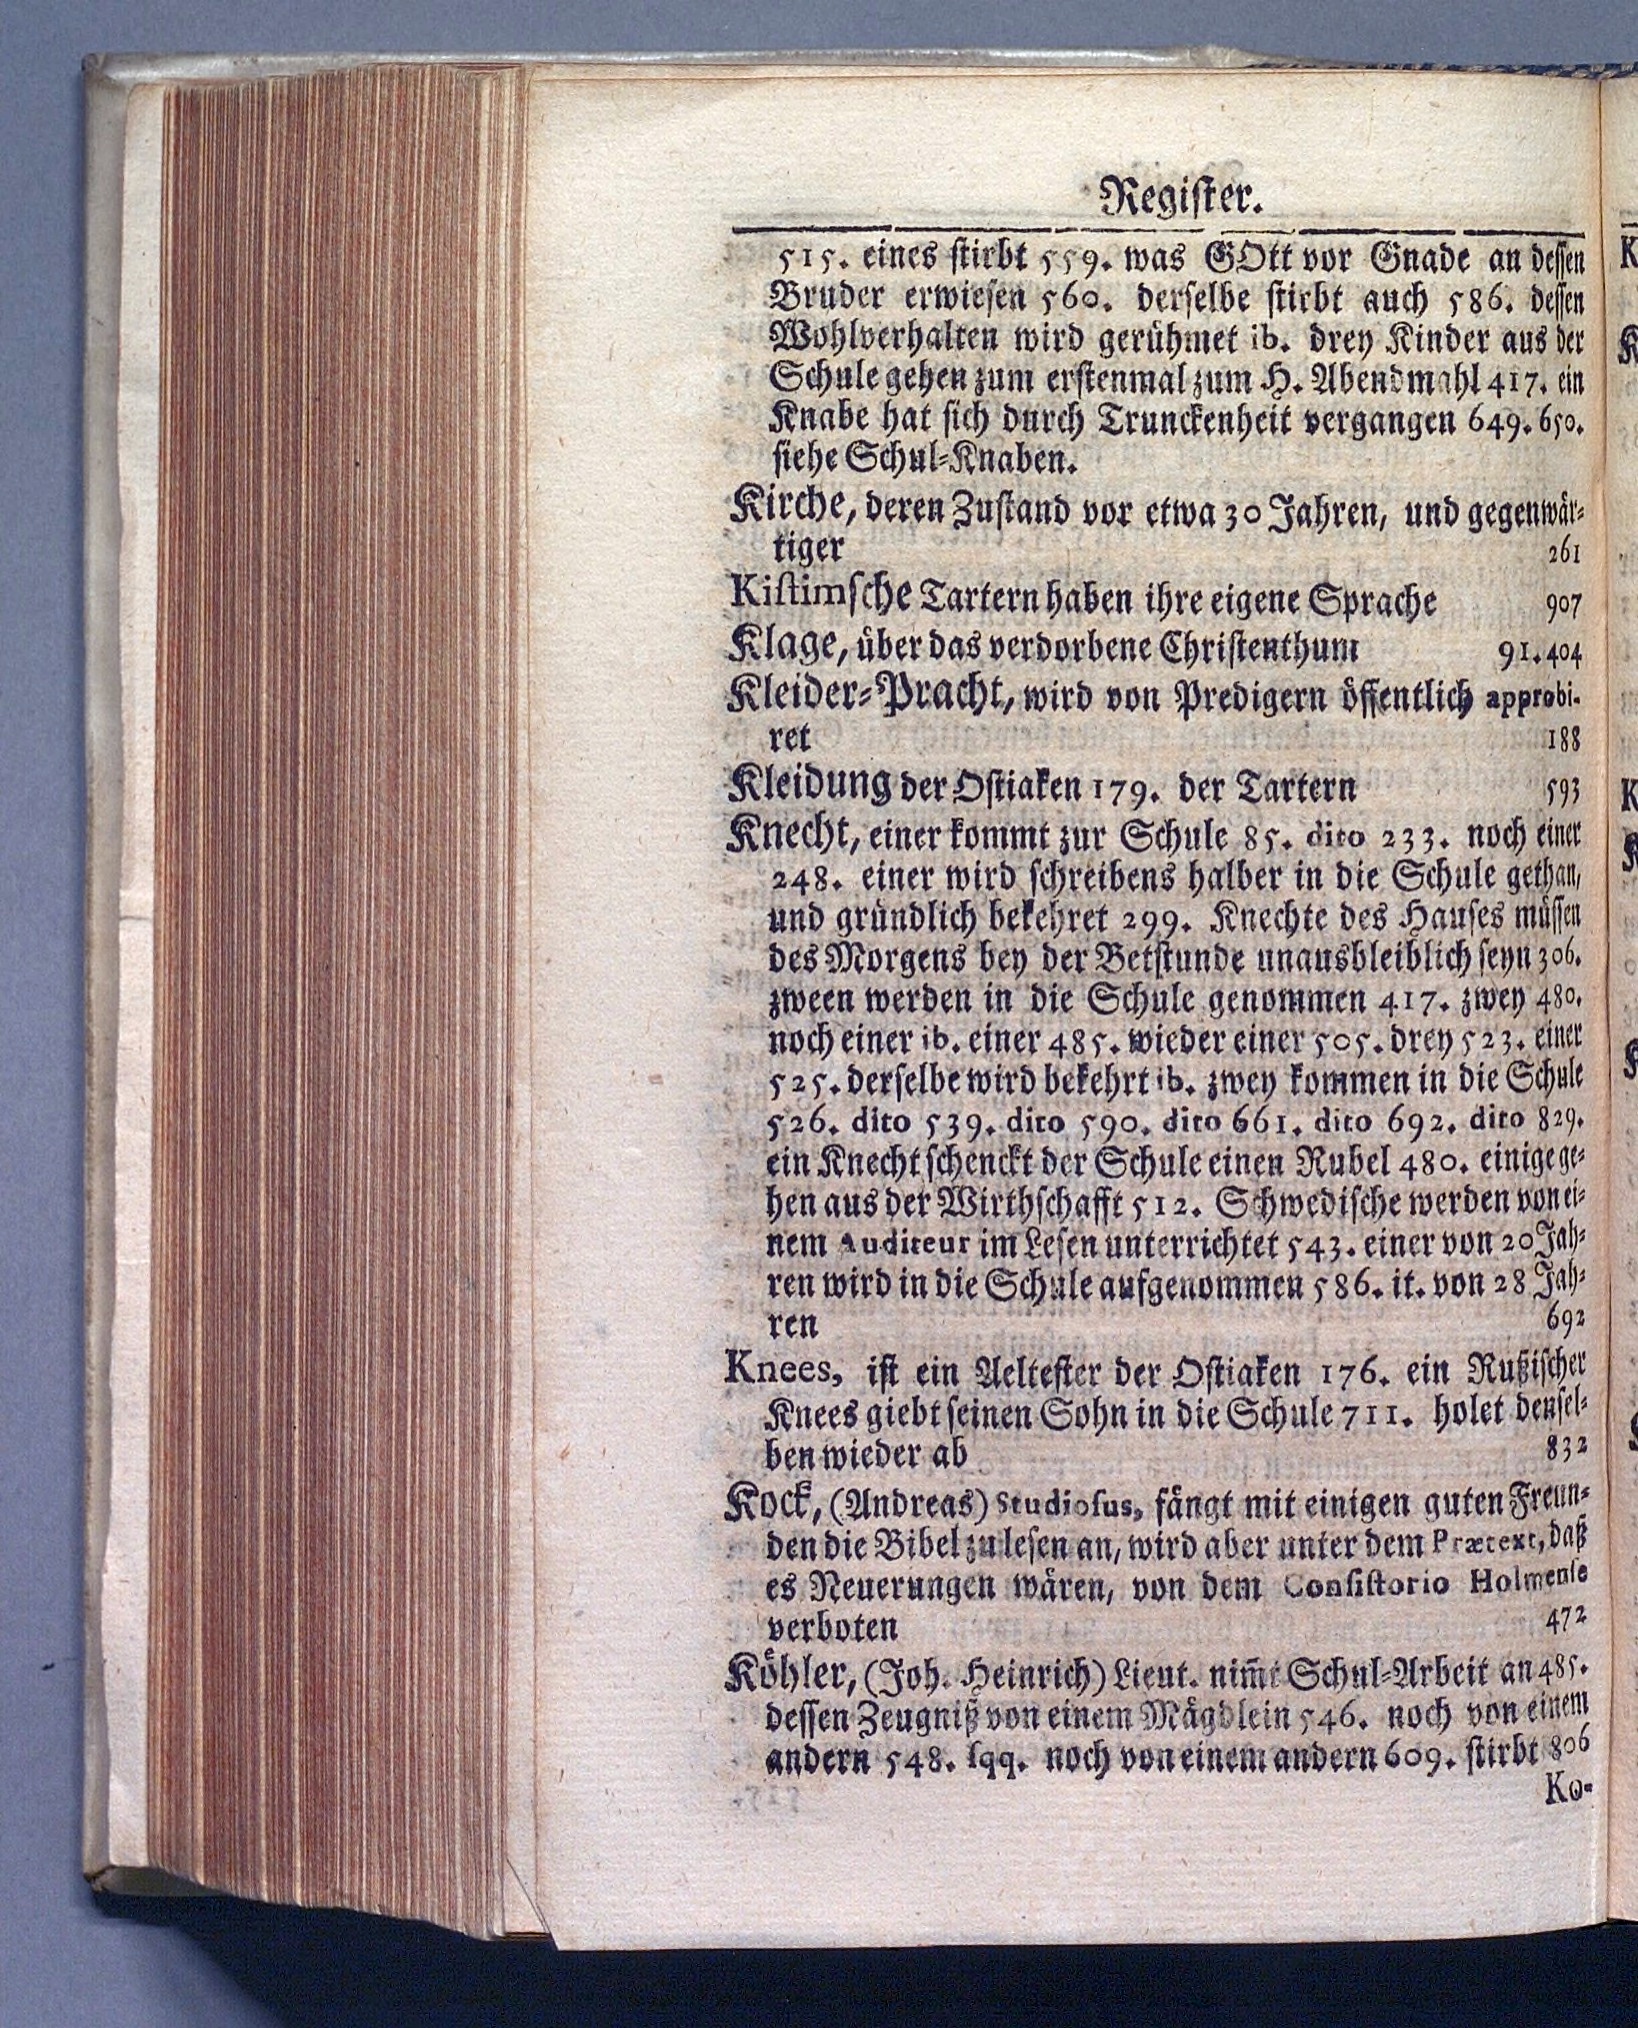 Register.
515. eines stirbt 559. was GOtt vor Gnade an dessen
Bruder erwiesen 560. derselbe stirbt auch 586. dessen
Wohlverhalten wird gerühmet ib. drey Kinder aus der
Schule gehen zum erstenmal zum H. Abendmahl 417. ein
Knabe hat sich durch Trunckenheit vergangen 649. 650.
siehe Schul-Knaben.
Kirche, deren Zustand vor etwa 30 Jahren, und gegenwär-
tiger 261
Kistimsche Tartern haben ihre eigene Sprache 907
Klage, über das verdorbene Christenthum 91. 404
Kleider-Pracht, wird von Predigern öffentlich approbi-
ret 188
Kleidung der Ostiaken 179. der Tartern 593
Knecht, einer kommt zur Schule 85. dito 233. noch einer
248. einer wird schreibens halber in die Schule gethan,
und gründlich bekehret 299. Knechte des Hauses müssen
des Morgens bey der Betstunde unausbleiblich seyn 306.
zween werden in die Schule genommen 417. zwey 480.
noch einer ib. einer 485. wieder einer 505. drey 523. einer
525. derselbe wird bekehrt ib. zwey kommen in die Schule
526. dito 539. dito 590. dito 661. dito 692. dito 829.
ein Knecht schenckt der Schule einen Rubel 480. einige ge-
hen aus der Wirthschafft 512. Schwedische werden von ei-
nem Auditeur im Lesen unterrichtet 543. einer von 20 Jah-
ren wird in die Schule aufgenommen 586. it. von 28 Jah-
ren 692
Knees, ist ein Aeltester der Ostiaken 176. ein Rußischer
Knees giebt seinen Sohn in die Schule 711. holet densel-
ben wieder ab 832
Kock, (Andreas) Studiosus, fängt mit einigen guten Freun-
den die Bibel zu lesen an, wird aber unter dem Prætext, daß
es Neuerungen wären, von dem Consistorio Holmense
verboten 472
Köhler, (Joh. Heinrich) Lieut. nim̄t Schul-Arbeit an 485.
dessen Zeugniß von einem Mägdlein 546. noch von einem
andern 548. sqq. noch von einem andern 609. stirbt 806
Ko-